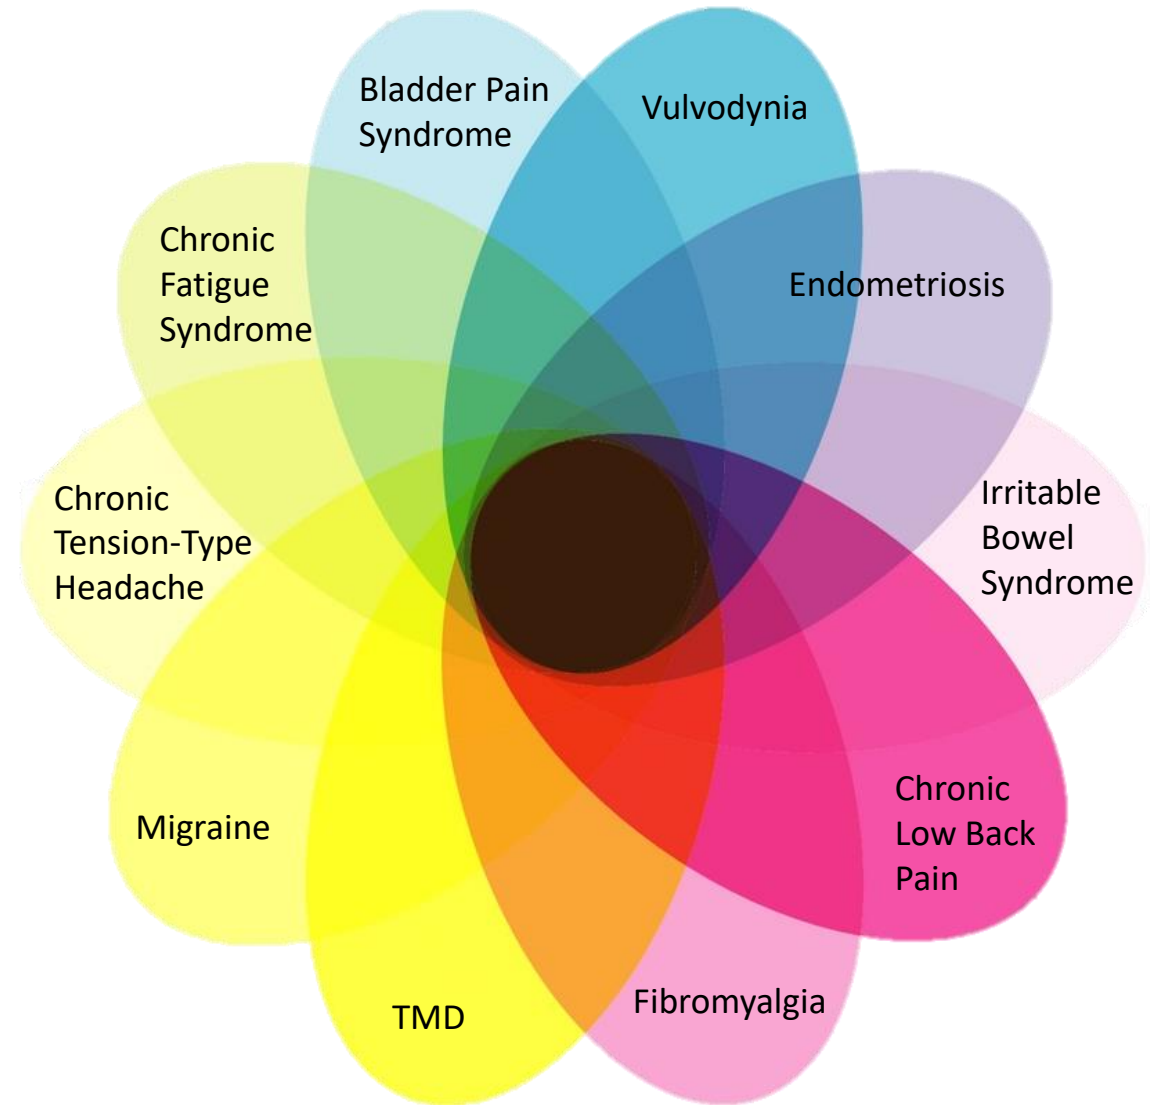 Bladder Pain
Syndrome
Vulvodynia
Chronic
Fatigue
Syndrome
Endometriosis
Chronic
Tension-Type
Headache
Irritable
Bowel
Syndrome
Migraine
Chronic
Low Back
Pain
TMD
Fibromyalgia